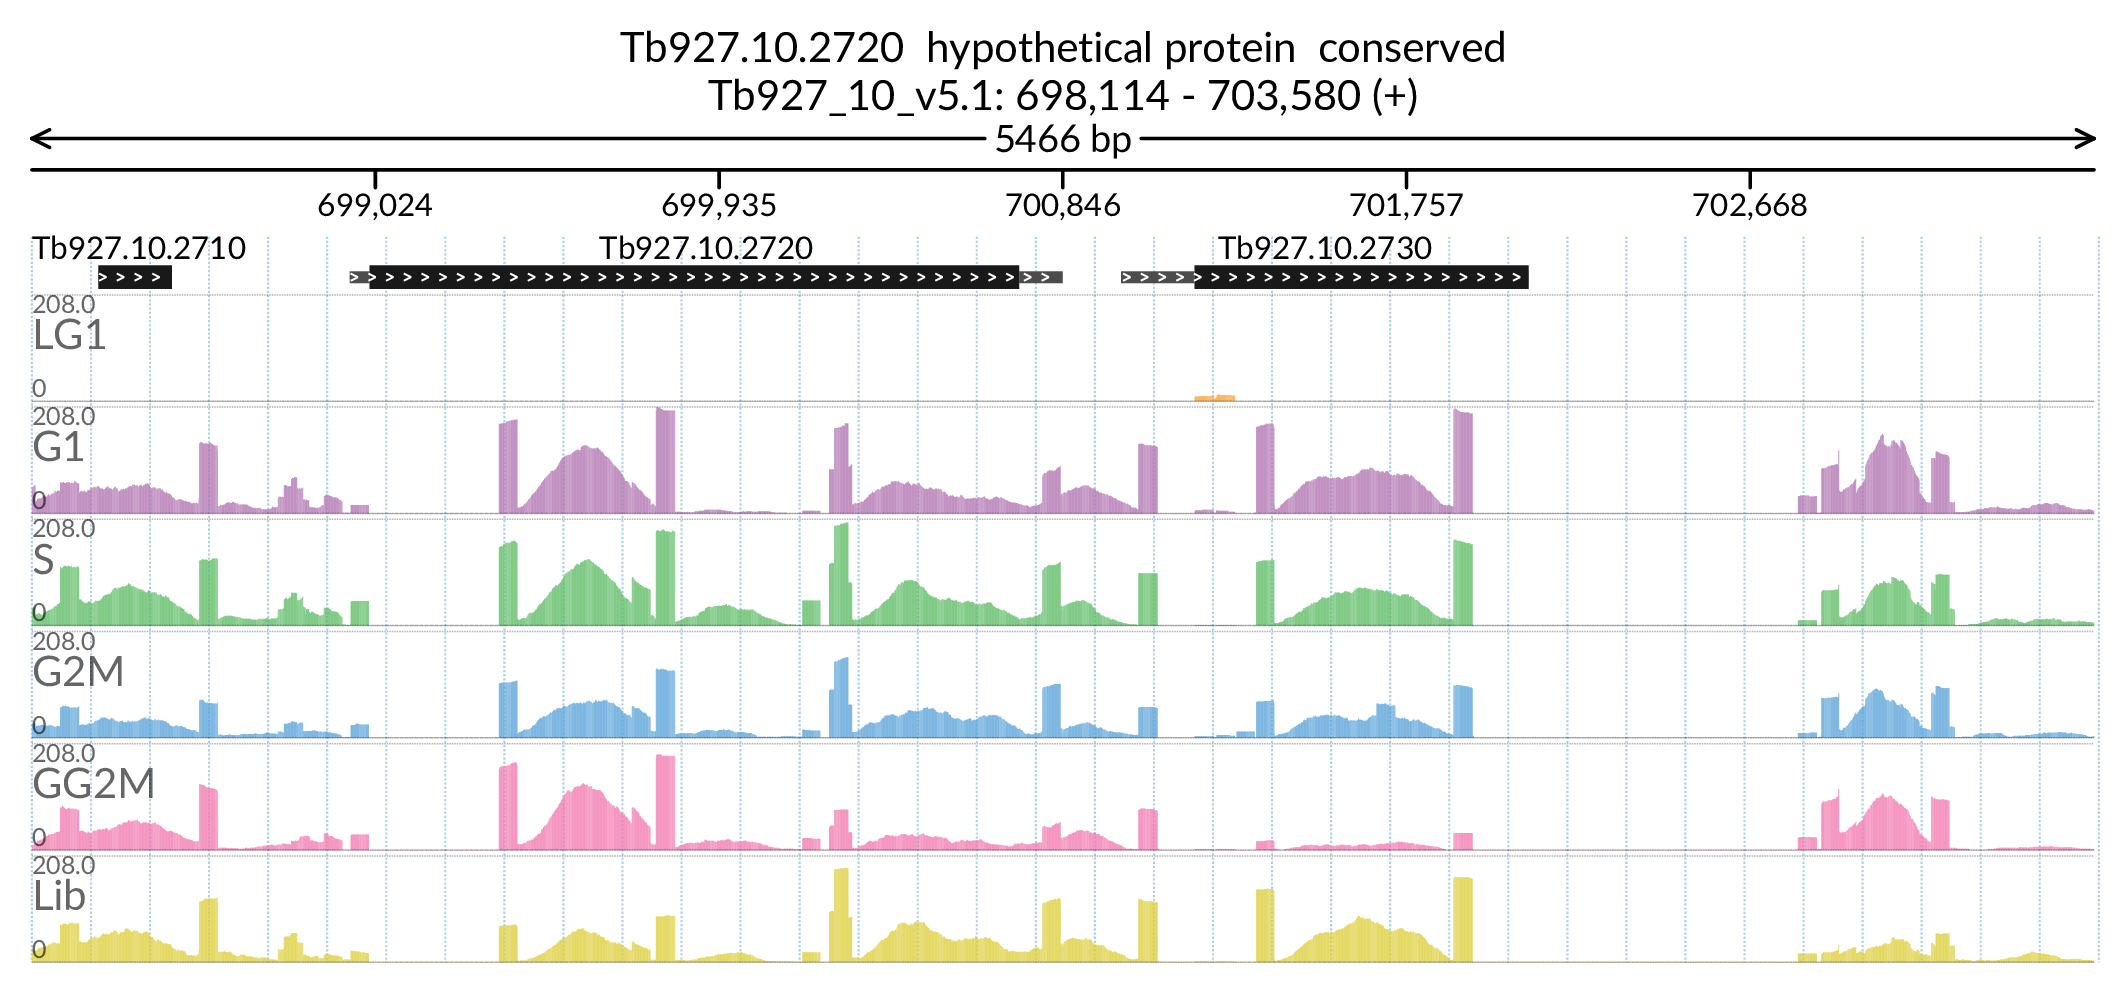 Tb927.10.2720 hypothetical protein conserved
Tb927_10_v5.1: 698,114 - 703,580 (+)
5466 bp
699,024 699,935 700,846 701,757 702,668
Tb927.10.2710 Tb927.10.2720 Tb927.10.2730
208.0
LG1
0
208.0
G1
0
208.0
S
0
208.0
G2M
0
208.0
GG2M
0
208.0
Lib
0